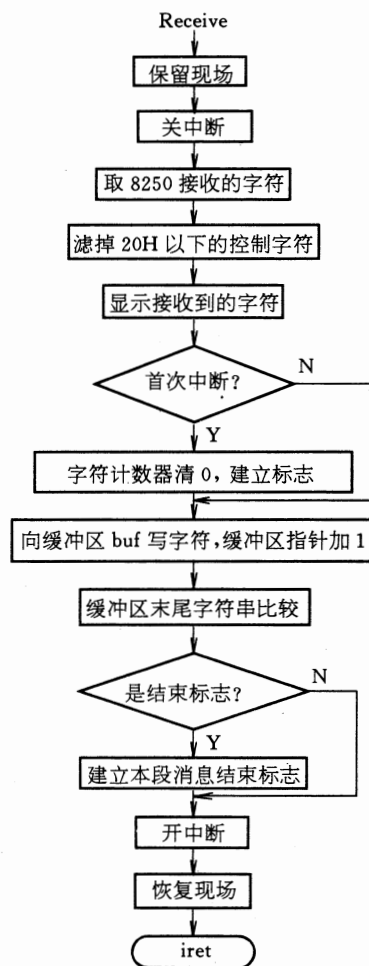 Receive
保留现场
关中断
取 8250 接收的字符
滤掉 20H 以下的控制字符
显示接收到的字符
首次中断?
N
Y
字符计数器清 0, 建立标志
向缓冲区 buf 写字符,缓冲区指针加 1
缓冲区末尾字符串比较
是结束标志?
N
Y
建立本段消息结束标志
开中断
恢复现场
iret